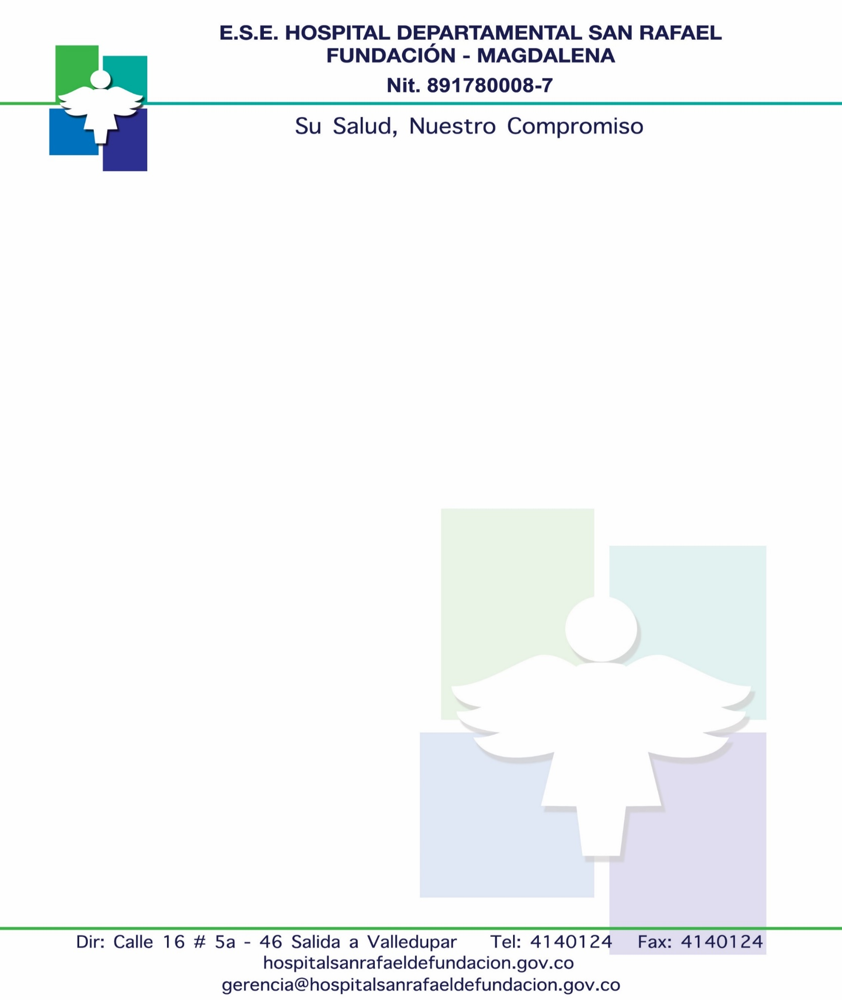 E.S.E. HOSPITAL DEPARTAMENTAL SAN RAFAEL
FUNDACIÓN - MAGDALENA
Nit. 891780008-7
Su Salud, Nuestro Compromiso
Dir: Calle 16 # 5a - 46 Salida a Valledupar Tel: 4140124 Fax: 4140124
hospitalsanrafaeldefundacion.gov.co
gerencia@hospitalsanrafaeldefundacion.gov.co